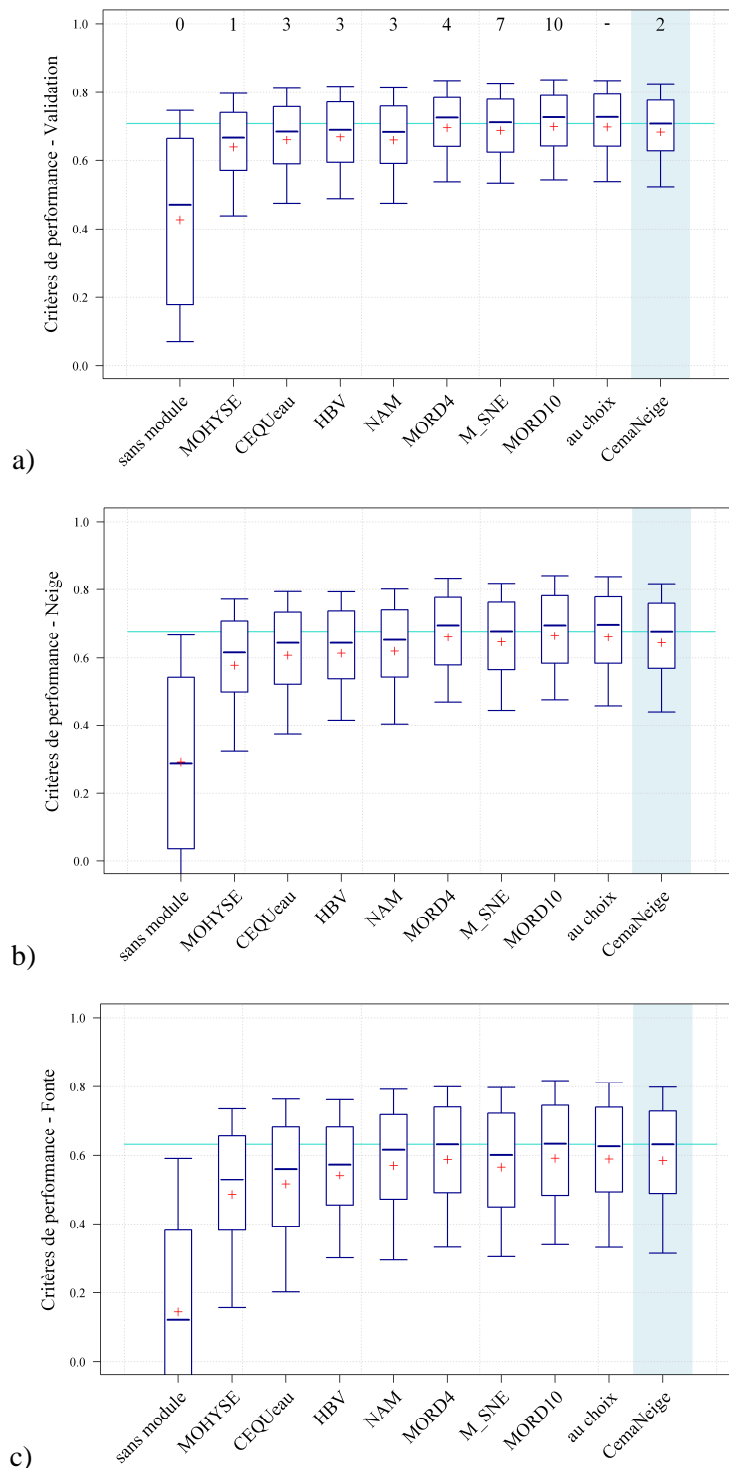 0 1 3 3 3 4 7 10 - 2
1.0
0.8
0.6
0.4
0.2
0.0
Critères de performance - Validation
sans module MOHYSE CEQUeau HBV NAM MORD4 M_SNE MORD10 au choix CemaNeige
a)
1.0
0.8
0.6
0.4
0.2
0.0
Critères de performance - Neige
sans module MOHYSE CEQUeau HBV NAM MORD4 M_SNE MORD10 au choix CemaNeige
b)
1.0
0.8
0.6
0.4
0.2
0.0
Critères de performance - Fonte
sans module MOHYSE CEQUeau HBV NAM MORD4 M_SNE MORD10 au choix CemaNeige
c)